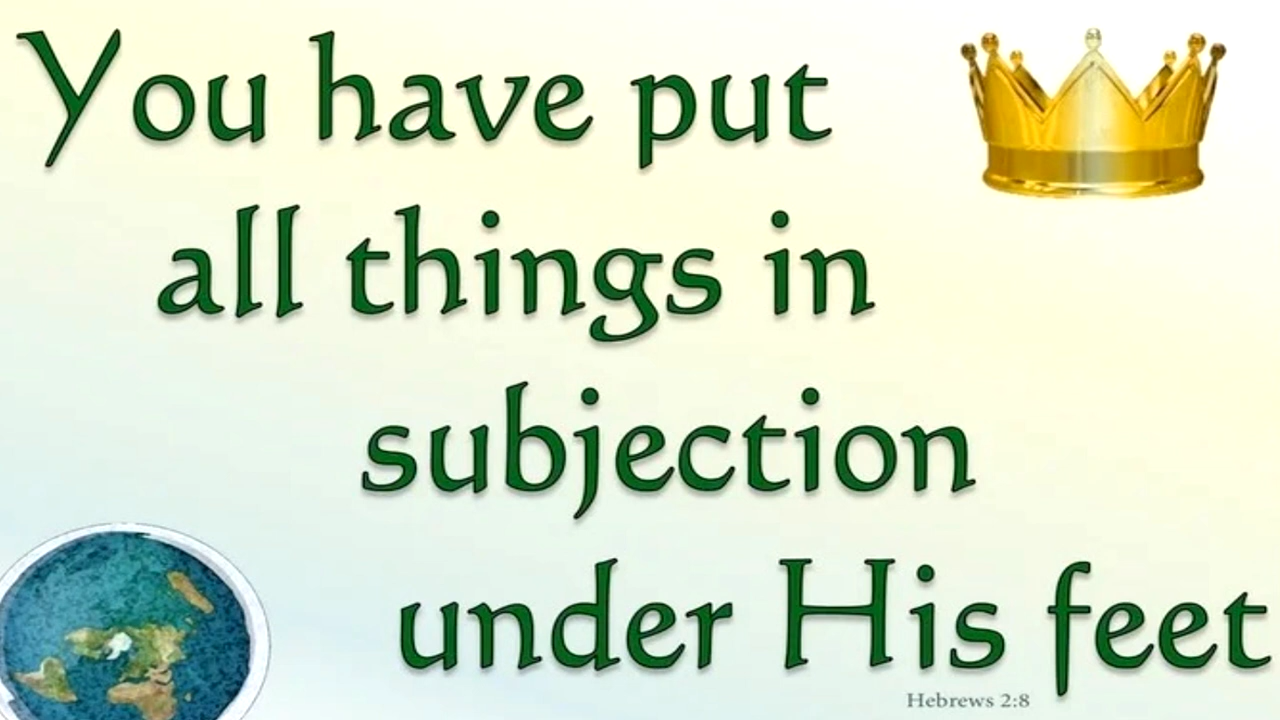 You have put
all things in
subjection
under His feet
Hebrews 2:8